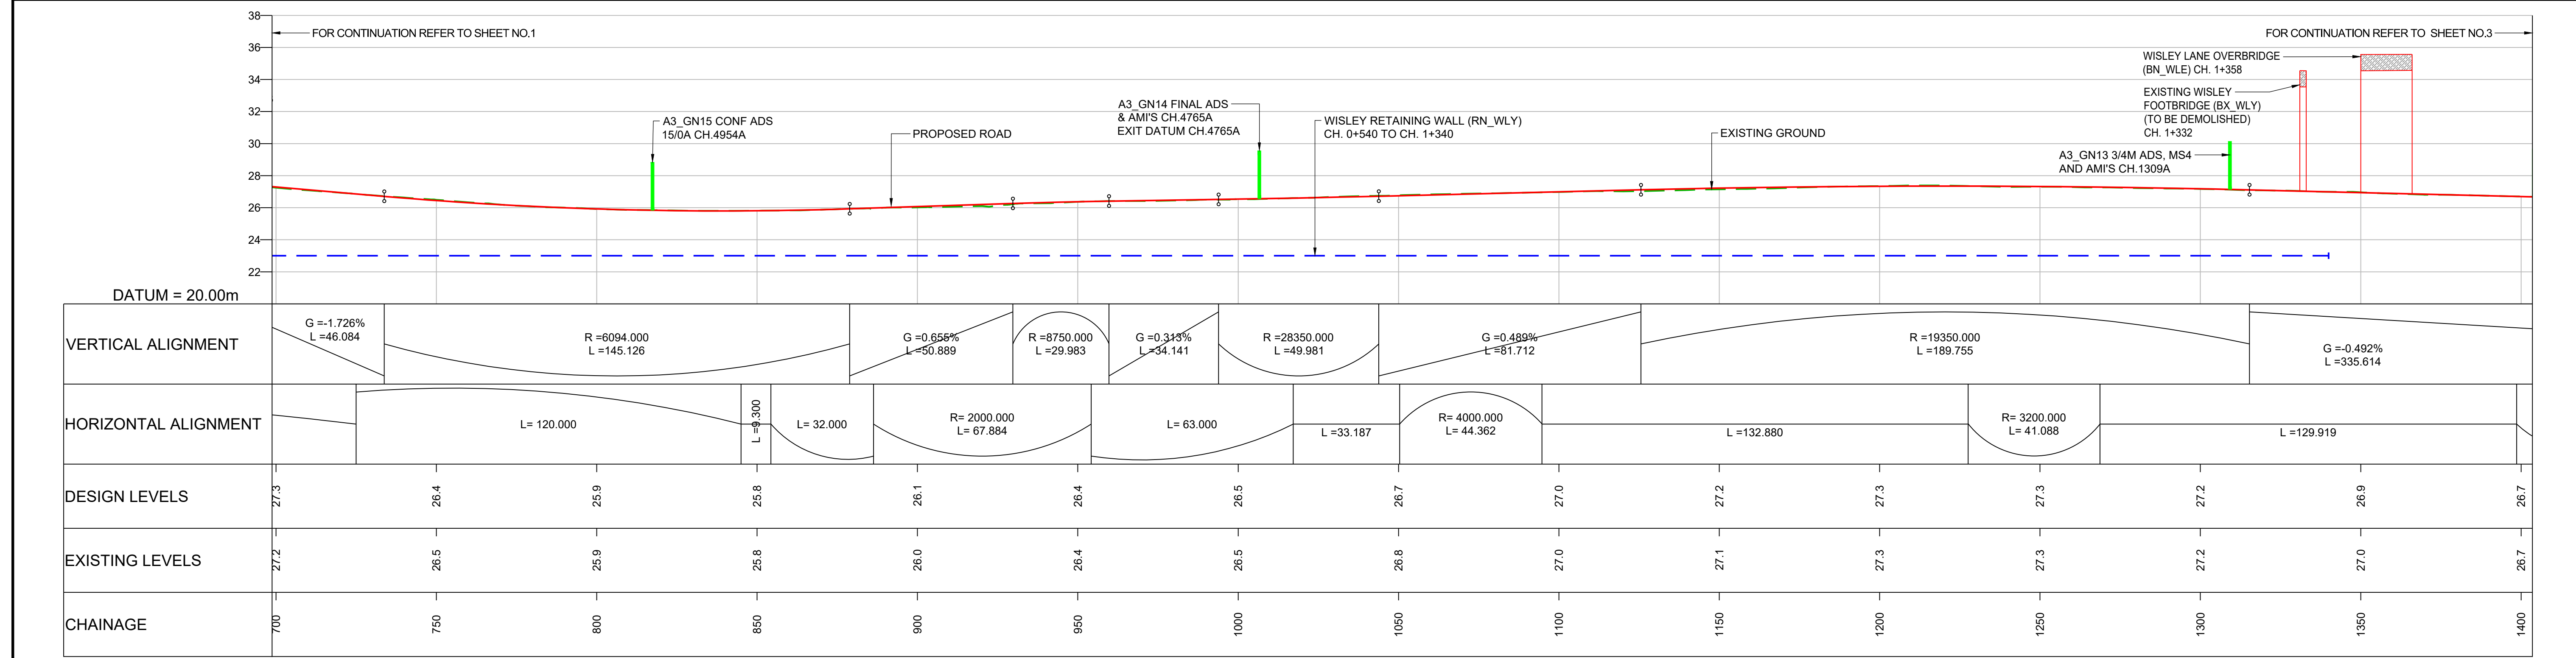 38
36
34
32
30
28
26
24
22
FOR CONTINUATION REFER TO SHEET NO.1
FOR CONTINUATION REFER TO SHEET NO.3
A3_GN15 CONF ADS
15/0A CH.4954A
PROPOSED ROAD
A3_GN14 FINAL ADS
& AMI'S CH.4765A
EXIT DATUM CH.4765A
WISLEY RETAINING WALL (RN_WLY)
CH. 0+540 TO CH. 1+340
EXISTING GROUND
WISLEY LANE OVERBRIDGE
(BN_WLE) CH. 1+358
EXISTING WISLEY
FOOTBRIDGE (BX_WLY)
(TO BE DEMOLISHED)
CH. 1+332
A3_GN13 3/4M ADS, MS4
AND AMI'S CH.1309A
DATUM = 20.00m
VERTICAL ALIGNMENT
G =-1.726%
L =46.084
R =6094.000
L =145.126
G =0.655%
L =50.889
R =8750.000
L =29.983
G =0.313%
L =34.141
R =28350.000
L =49.981
G =0.489%
L =81.712
R =19350.000
L =189.755
G =-0.492%
L =335.614
HORIZONTAL ALIGNMENT
L= 120.000
L =9.300
L= 32.000
R= 2000.000
L= 67.884
L= 63.000
L =33.187
R= 4000.000
L= 44.362
L =132.880
R= 3200.000
L= 41.088
L =129.919
DESIGN LEVELS
27.3 26.4 25.9 25.8 26.1 26.4 26.5 26.7 27.0 27.2 27.3 27.3 27.2 26.9 26.7
EXISTING LEVELS
27.2 26.5 25.9 25.8 26.0 26.4 26.5 26.8 27.0 27.1 27.3 27.3 27.2 27.0 26.7
CHAINAGE
700 750 800 850 900 950 1000 1050 1100 1150 1200 1250 1300 1350 1400